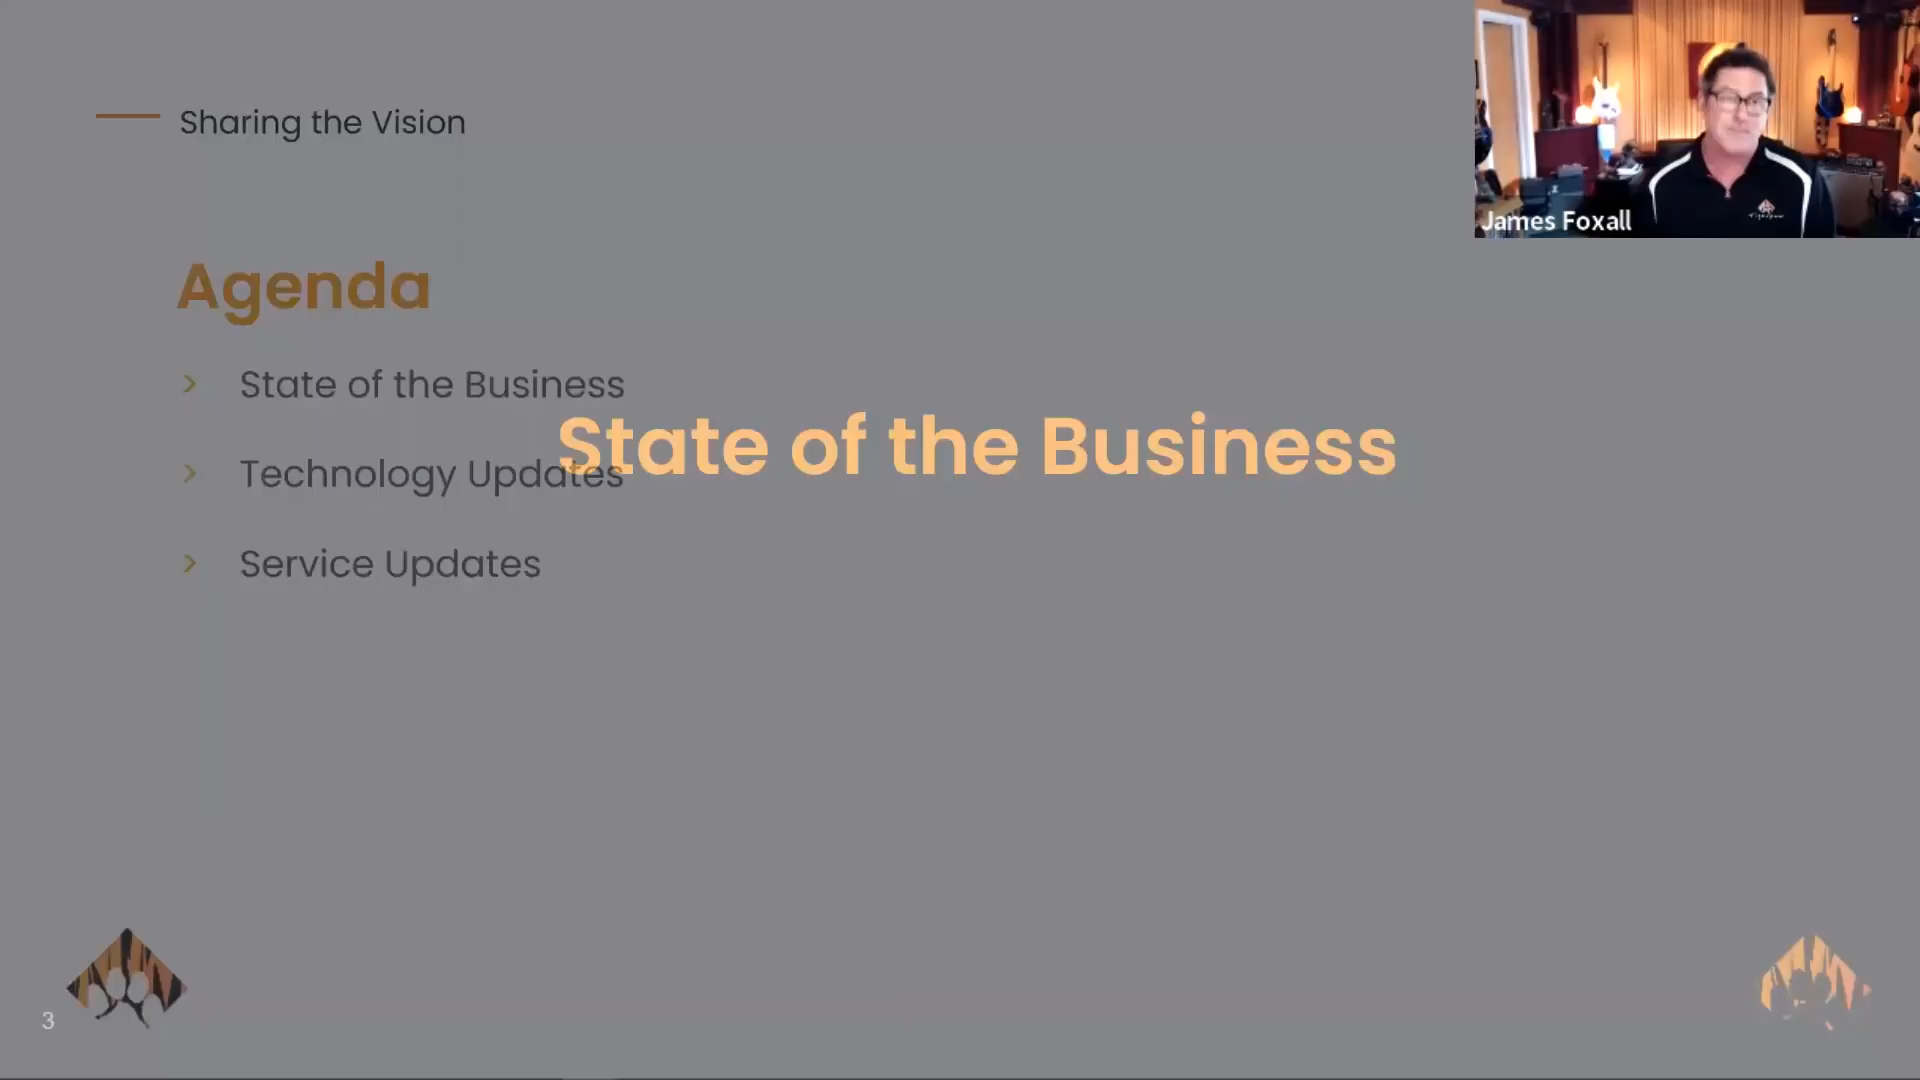 Sharing the Vision
James Foxall
Agenda
> State of the Business
State of the Business
> Technology Updates
> Service Updates
3